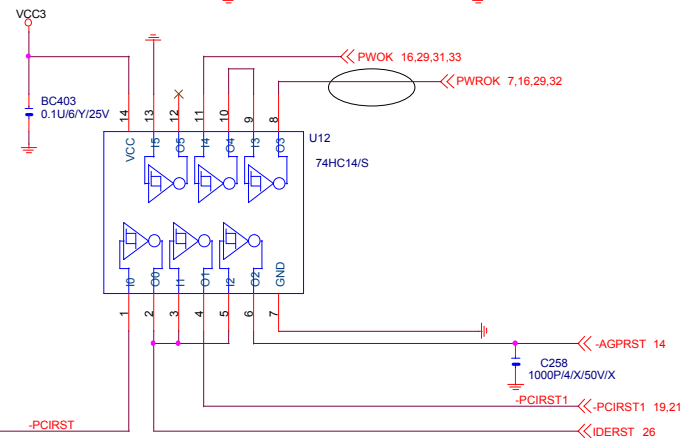 VCC3
PWOK 16,29,31,33
PWROK 7,16,29,32
BC403
0.1U/6/Y/25V
14
13
12
11
10
9
8
U12
74HC14/S
VCC
I5
O5
I4
O4
I3
O3
I0
O0
I1
O1
I2
O2
GND
1
2
3
4
5
6
7
-AGPRST 14
C258
1000P/4/X/50V/X
-PCIRST1
-PCIRST1 19,21
-PCIRST
IDERST 26